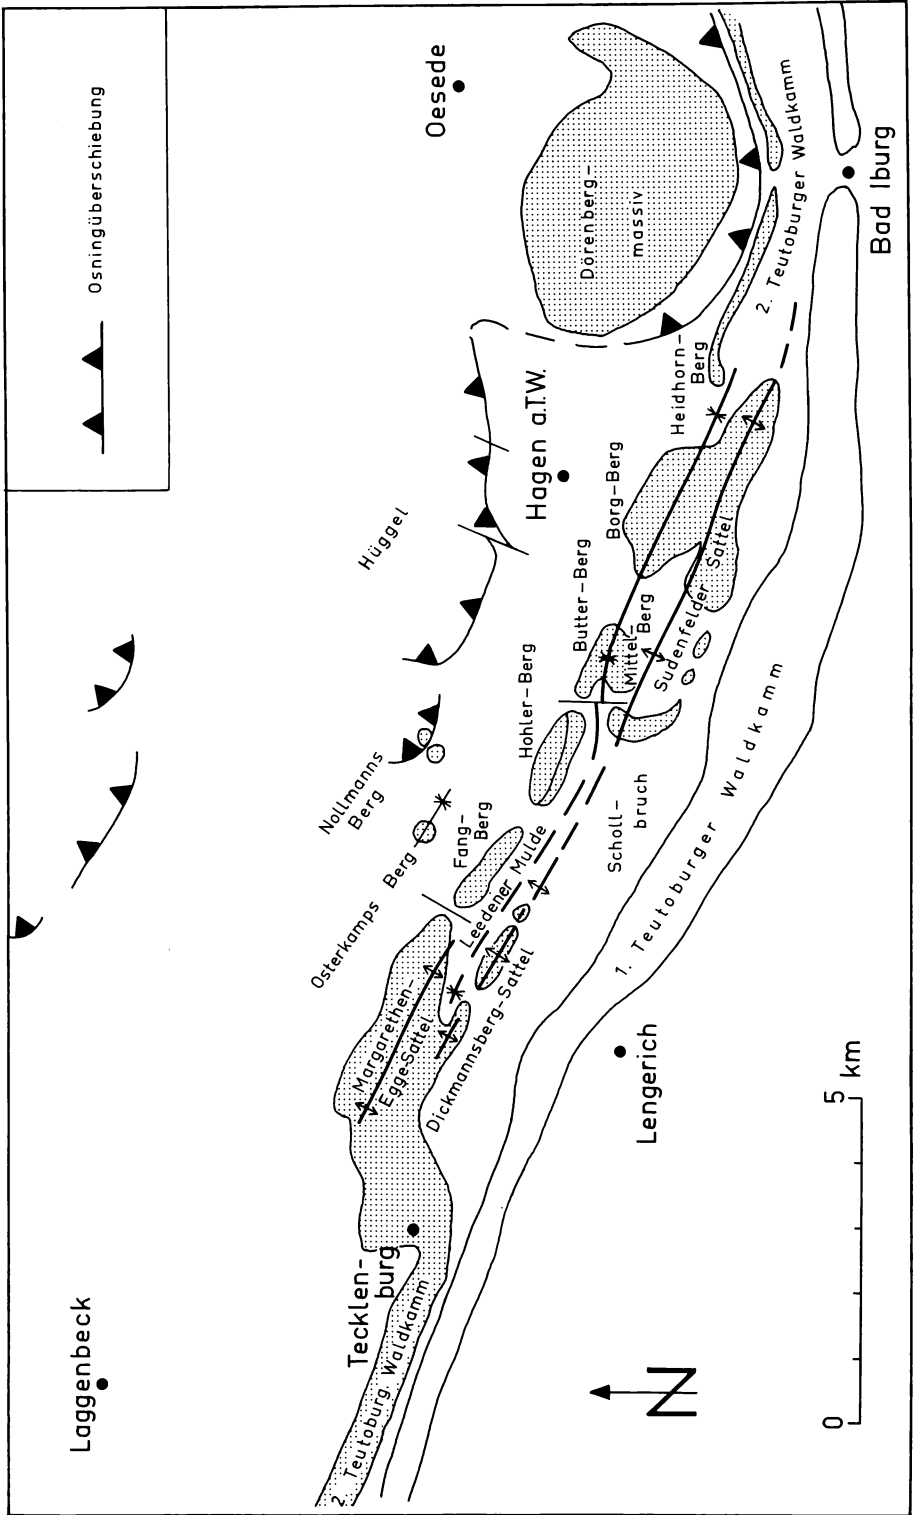 Osningüberschiebung
Oesede
Dörenberg-
massiv
2. Teutoburger Waldkamm
Bad Iburg
Heidhorn-
Berg
Hagen a.T.W.
Borg-Berg
Hüggel
Butter-Berg
Mittel-
Berg
Sudenfelder Sattel
Hohler-Berg
Nollmanns
Berg
Fang-
Berg
Scholl-
bruch
1. Teutoburger Waldkamm
Osterkamps Berg
Leedener Mulde
Margarethen-
Egge-Sattel
Dickmannsberg-Sattel
Lengerich
Tecklen-
burg
2. Teutoburg. Waldkamm
Laggenbeck
N
0
5
km